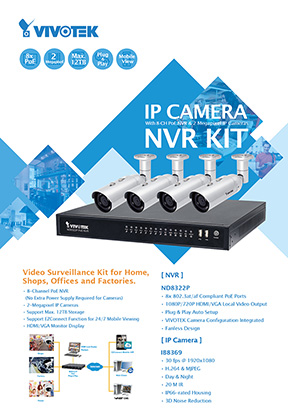 VIVOTEK
8x
PoE
2
Megapixel
Max.
12TB
Plug
&
Play
Mobile
View
IP CAMERA
With 8-CH PoE NVR & 2 Megapixel IP Cameras
NVR KIT
Video Surveillance Kit for Home,
Shops, Offices and Factories.
- 8-Channel PoE NVR
(No Extra Power Supply Required for Cameras)
- 2-Megapixel IP Cameras
- Support Max. 12TB Storage
- Support EZConnect Function for 24/7 Mobile Viewing
- HDMI/VGA Monitor Display
[ NVR ]
ND8322P
- 8x 802.3at/af Compliant PoE Ports
- 1080P/720P HDMI/VGA Local Video Output
- Plug & Play Auto Setup
- VIVOTEK Camera Configuration Integrated
- Fanless Design
[ IP Camera ]
IB8369
- 30 fps @ 1920x1080
- H.264 & MJPEG
- Day & Night
- 20 M IR
- IP66-rated Housing
- 3D Noise Reduction